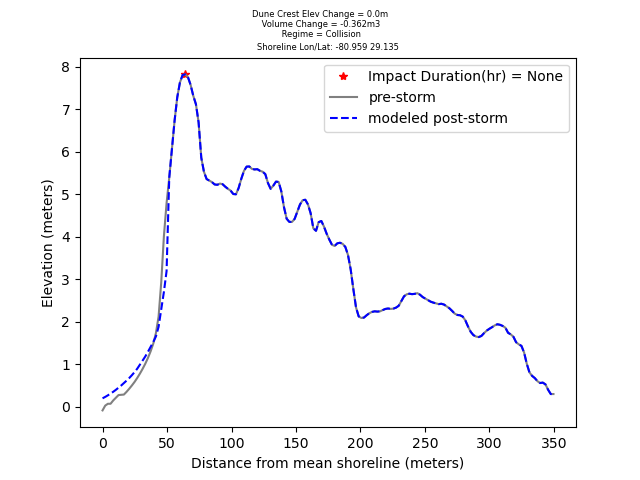 Dune Crest Elev Change = 0.0m
Volume Change = -0.362m3
Regime = Collision
Shoreline Lon/Lat: -80.959 29.135
Impact Duration(hr) = None
pre-storm
modeled post-storm
8
7
6
5
4
3
2
1
0
Elevation (meters)
0 50 100 150 200 250 300 350
Distance from mean shoreline (meters)